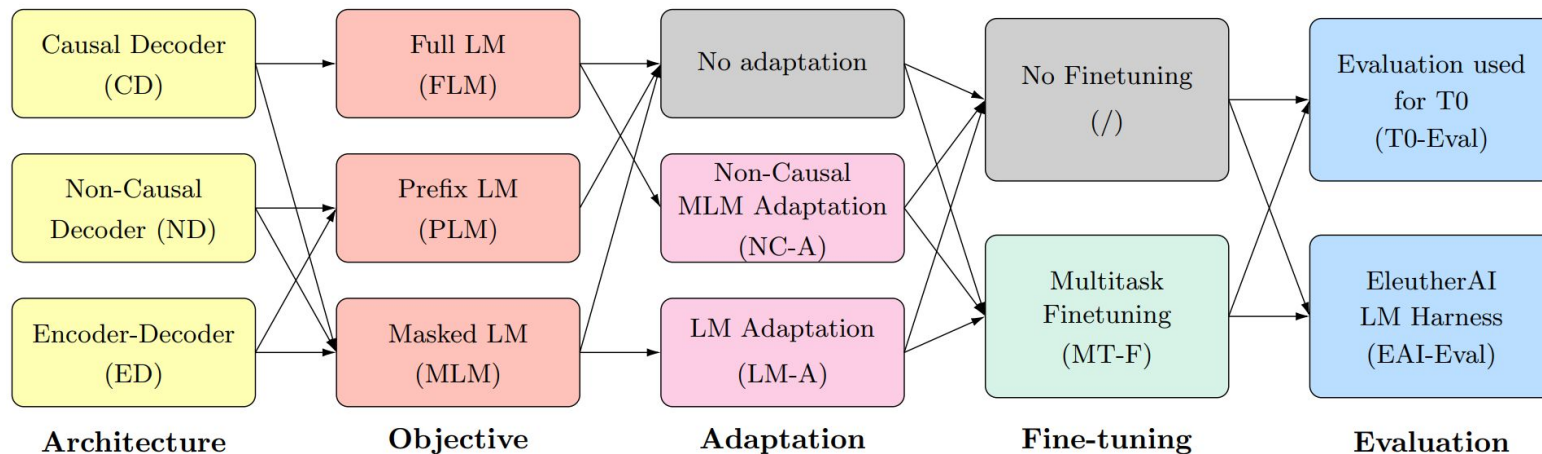 Causal Decoder
(CD)
Non-Causal
Decoder (ND)
Encoder-Decoder
(ED)
Architecture
Full LM
(FLM)
Prefix LM
(PLM)
Masked LM
(MLM)
Objective
No adaptation
Non-Causal
MLM Adaptation
(NC-A)
LM Adaptation
(LM-A)
Adaptation
No Finetuning
(/)
Multitask
Finetuning
(MT-F)
Fine-tuning
Evaluation used
for T0
(T0-Eval)
EleutherAI
LM Harness
(EAI-Eval)
Evaluation